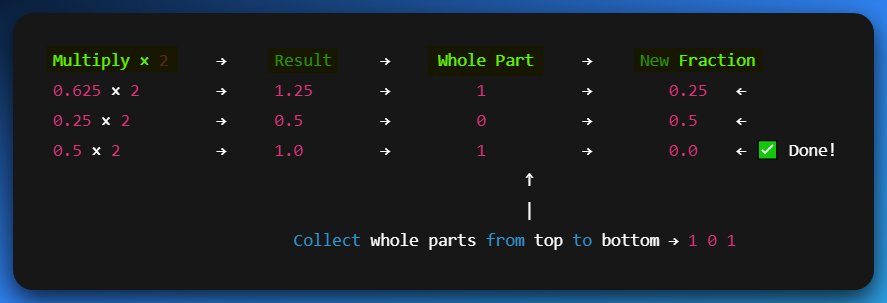 Multiply × 2 → Result → Whole Part → New Fraction
0.625 × 2 → 1.25 → 1 → 0.25 ←
0.25 × 2 → 0.5 → 0 → 0.5 ←
0.5 × 2 → 1.0 → 1 → 0.0 ← ✅ Done!
↑
|
Collect whole parts from top to bottom → 1 0 1